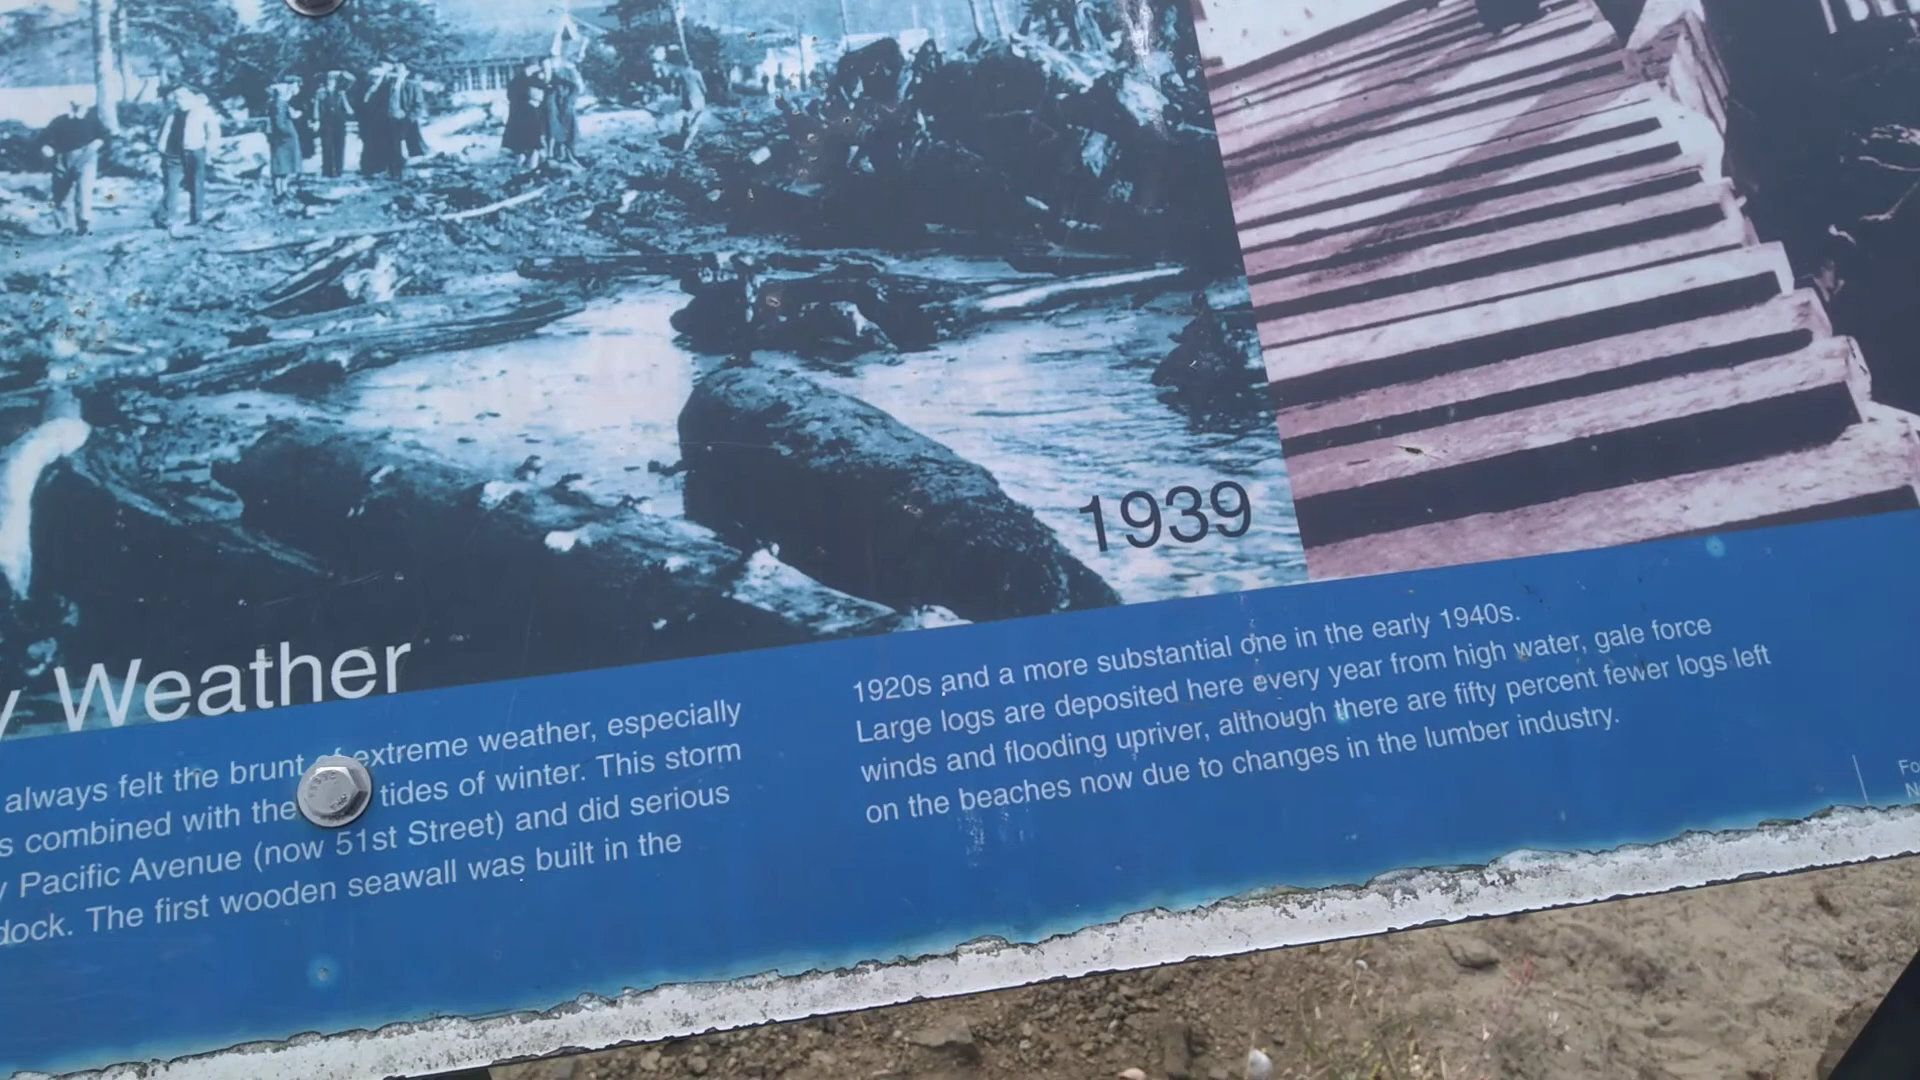 1939
Weather
always felt the brunt of extreme weather, especially
combined with the tides of winter. This storm
Pacific Avenue (now 51st Street) and did serious
dock. The first wooden seawall was built in the
1920s and a more substantial one in the early 1940s.
Large logs are deposited here every year from high water, gale force
winds and flooding upriver, although there are fifty percent fewer logs left
on the beaches now due to changes in the lumber industry.